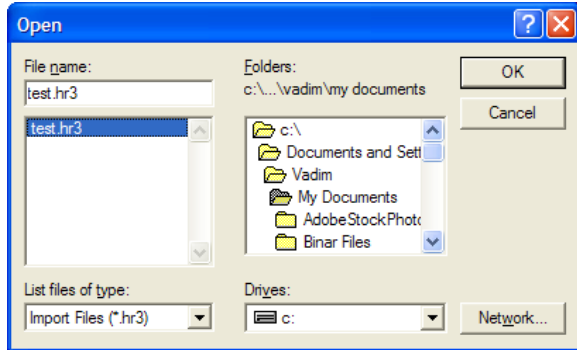 Open
File name:
test.hr3
test.hr3
List files of type:
Import Files (*.hr3)
Folders:
c:\...\vadim\my documents
c:\
Documents and Sett
Vadim
My Documents
AdobeStockPhoto
Binar Files
Drives:
c:
OK
Cancel
Network...